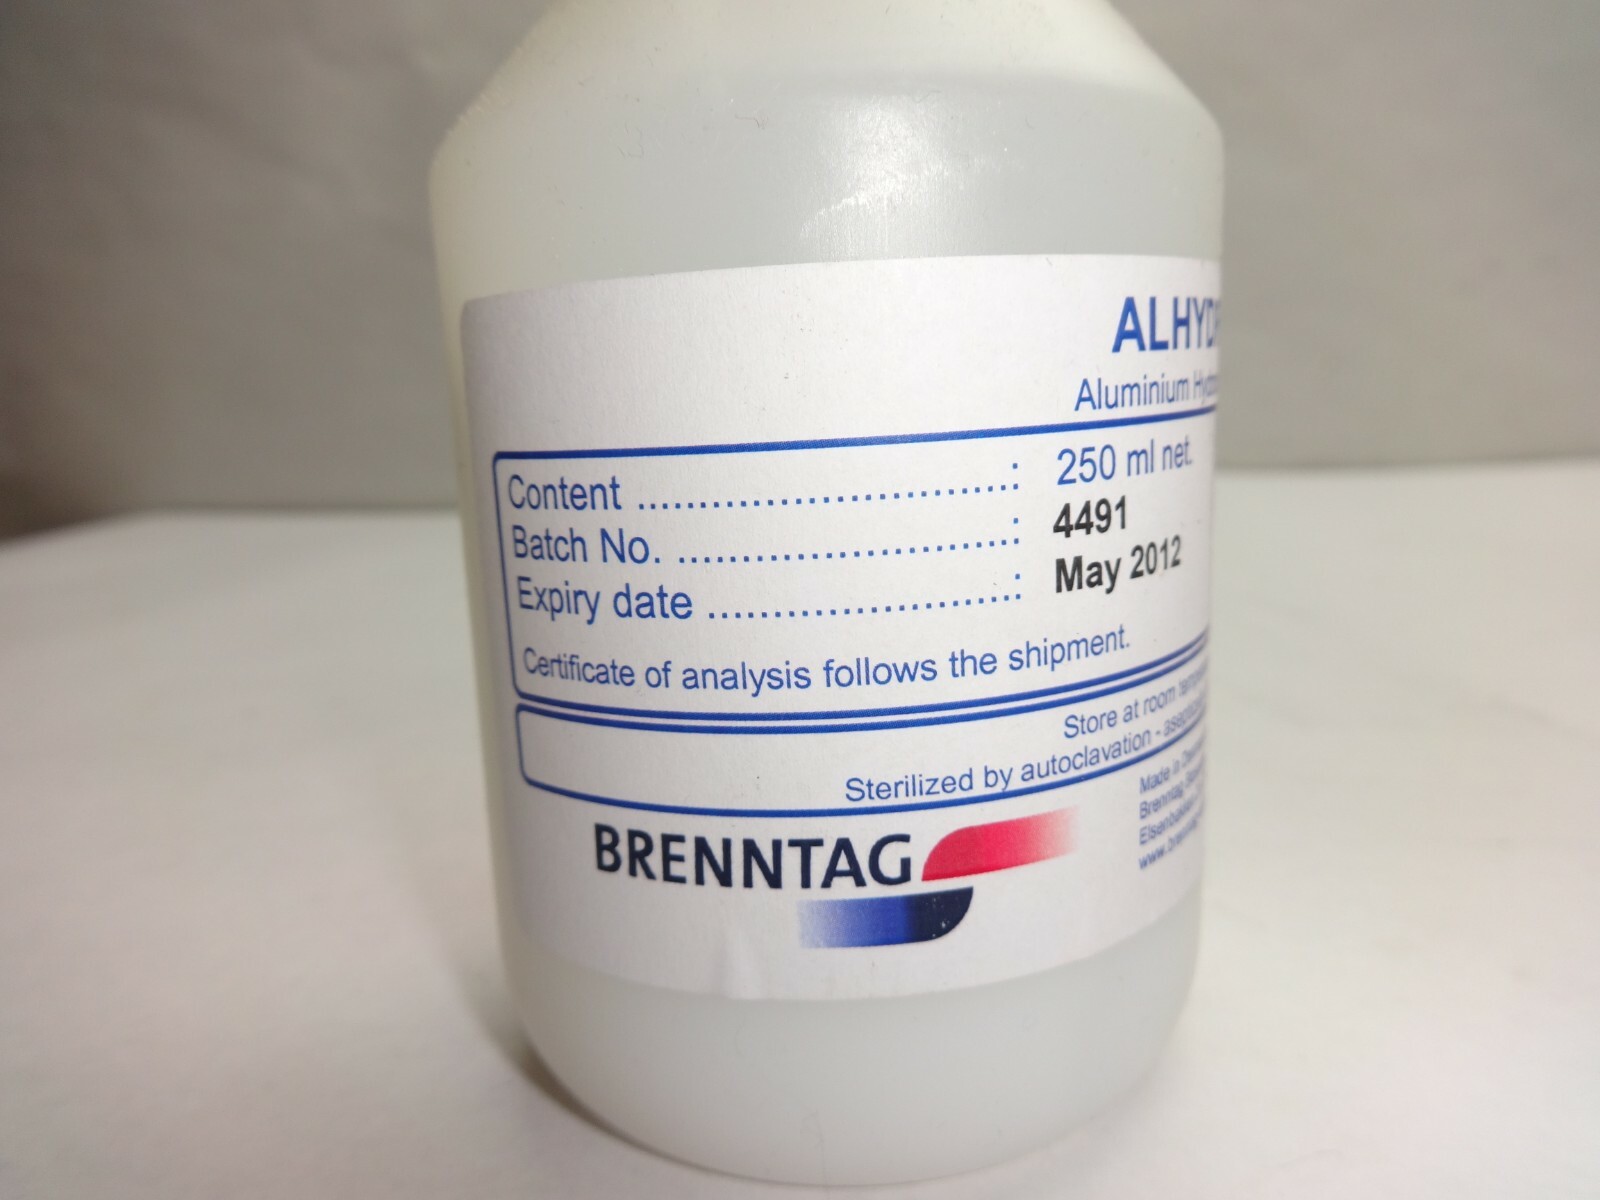 ALHYD
Aluminium Hyd
Content ............................: 250 ml net.
Batch No. .........................: 4491
Expiry date .......................: May 2012
Certificate of analysis follows the shipment.
Store at room
Sterilized by autoclavation -
BRENNTAG
Made in
Brenntag